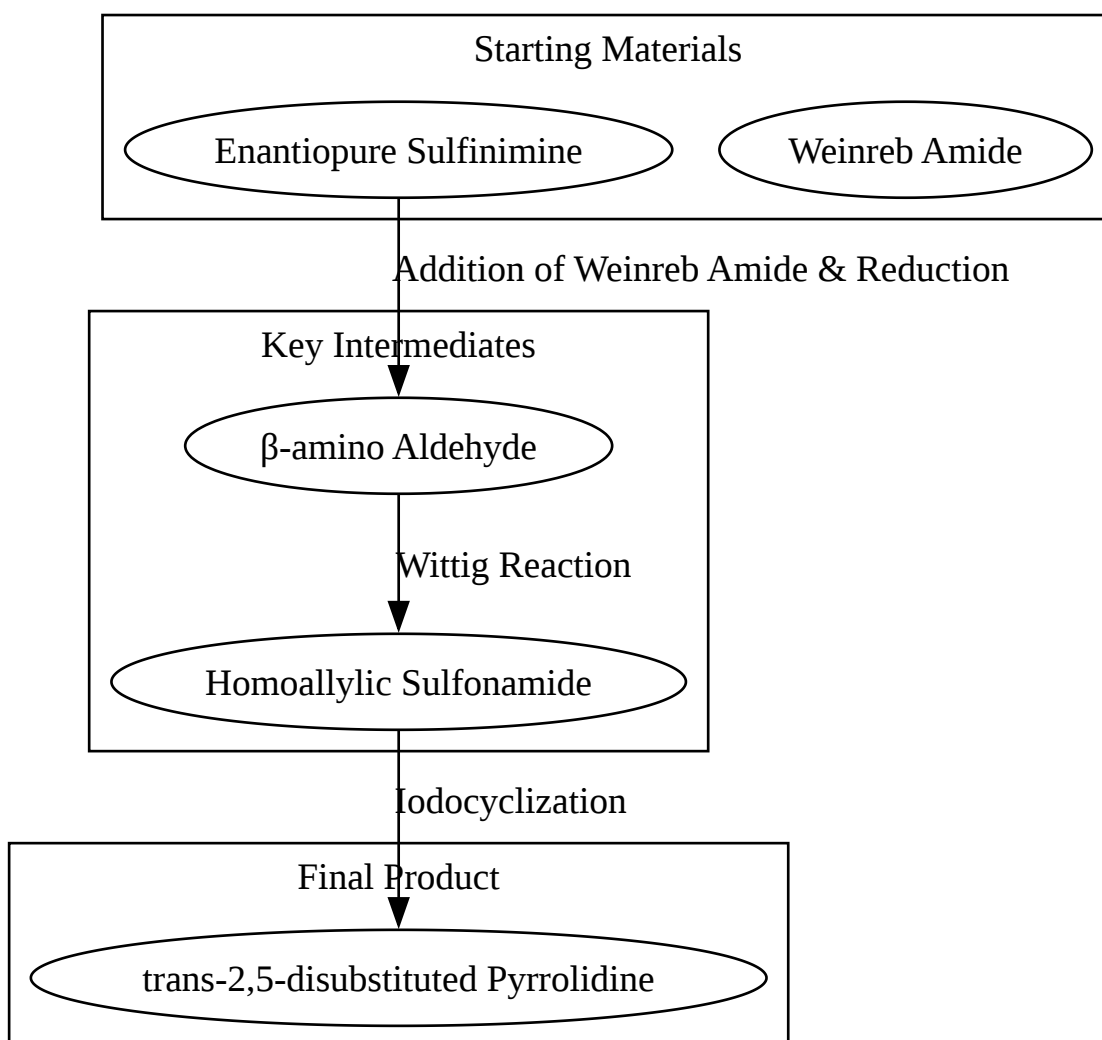 Starting Materials
Enantiopure Sulfinimine
Weinreb Amide
Addition of Weinreb Amide & Reduction
Key Intermediates
β-amino Aldehyde
Wittig Reaction
Homoallylic Sulfonamide
Iodocyclization
Final Product
trans-2,5-disubstituted Pyrrolidine